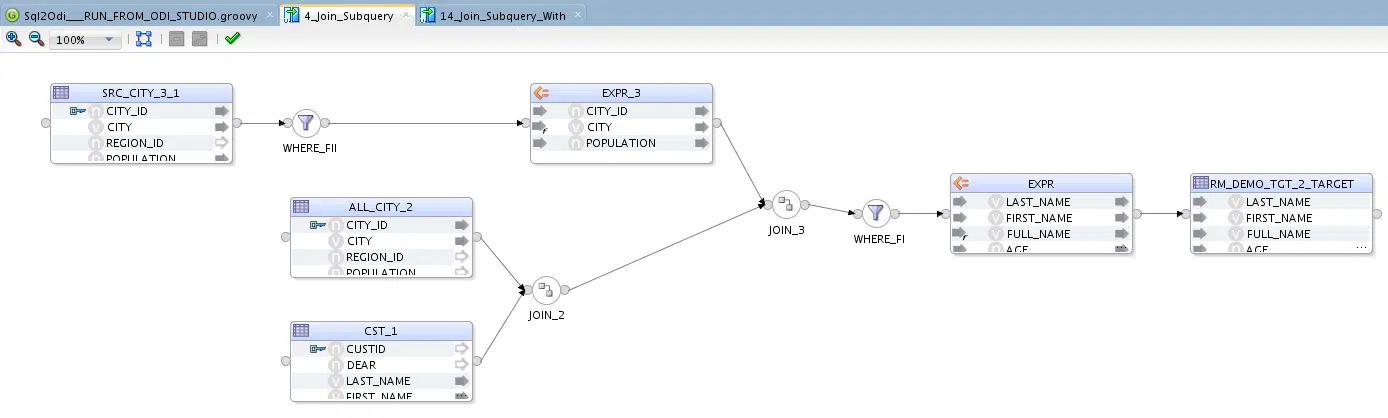 Sql2Odi___RUN_FROM_ODI_STUDIO.groovy
4_Join_Subquery
14_Join_Subquery_With
100%
SRC_CITY_3_1
CITY_ID
CITY
REGION_ID
POPULATION
WHERE_FII
EXPR_3
CITY_ID
CITY
POPULATION
ALL_CITY_2
CITY_ID
CITY
REGION_ID
POPULATION
CST_1
CUSTID
DEAR
LAST_NAME
FIRST_NAME
JOIN_2
JOIN_3
WHERE_FI
EXPR
LAST_NAME
FIRST_NAME
FULL_NAME
AGE
RM_DEMO_TGT_2_TARGET
LAST_NAME
FIRST_NAME
FULL_NAME
AGE